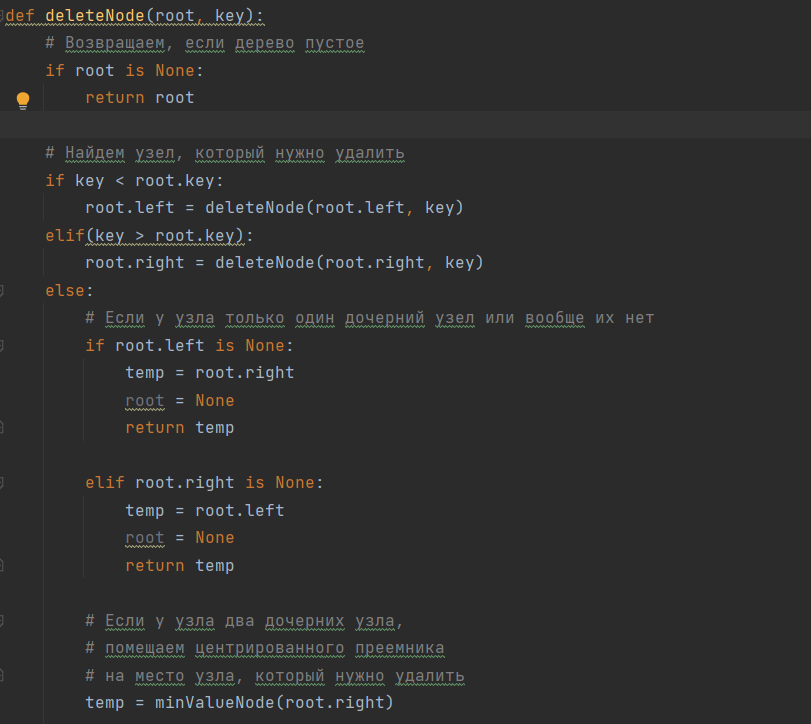 def deleteNode(root, key):
    # Возвращаем, если дерево пустое
    if root is None:
        return root
    # Найдем узел, который нужно удалить
    if key < root.key:
        root.left = deleteNode(root.left, key)
    elif(key > root.key):
        root.right = deleteNode(root.right, key)
    else:
        # Если у узла только один дочерний узел или вообще их нет
        if root.left is None:
            temp = root.right
            root = None
            return temp
        elif root.right is None:
            temp = root.left
            root = None
            return temp
        # Если у узла два дочерних узла,
        # помещаем центрированного преемника
        # на место узла, который нужно удалить
        temp = minValueNode(root.right)